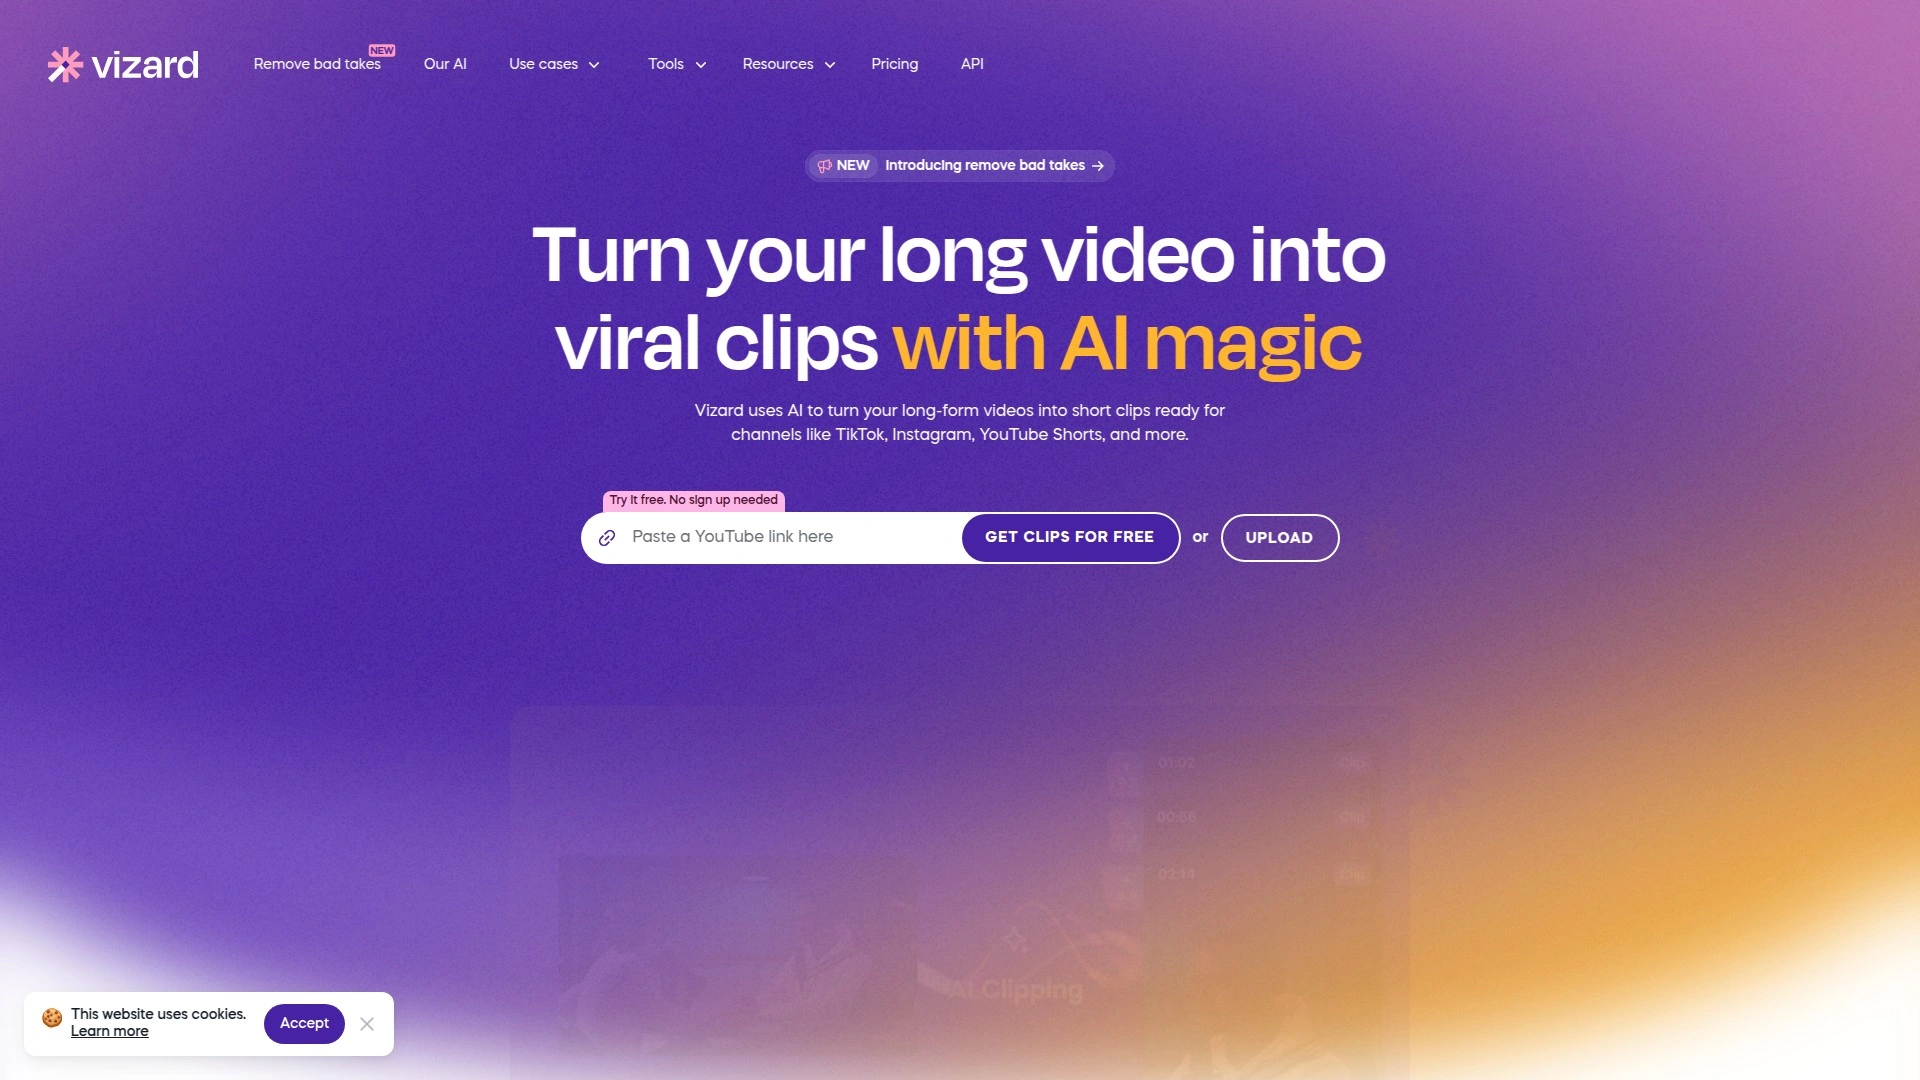 vizard
Remove bad takes
NEW
Our AI
Use cases
Tools
Resources
Pricing
API
NEW Introducing remove bad takes →
Turn your long video into
viral clips with AI magic
Vizard uses AI to turn your long-form videos into short clips ready for
channels like TikTok, Instagram, YouTube Shorts, and more.
Try it free. No sign up needed
Paste a YouTube link here
GET CLIPS FOR FREE
or
UPLOAD
01:02
Clip
00:56
Clip
02:14
Clip
AI Clipping
This website uses cookies.
Learn more
Accept